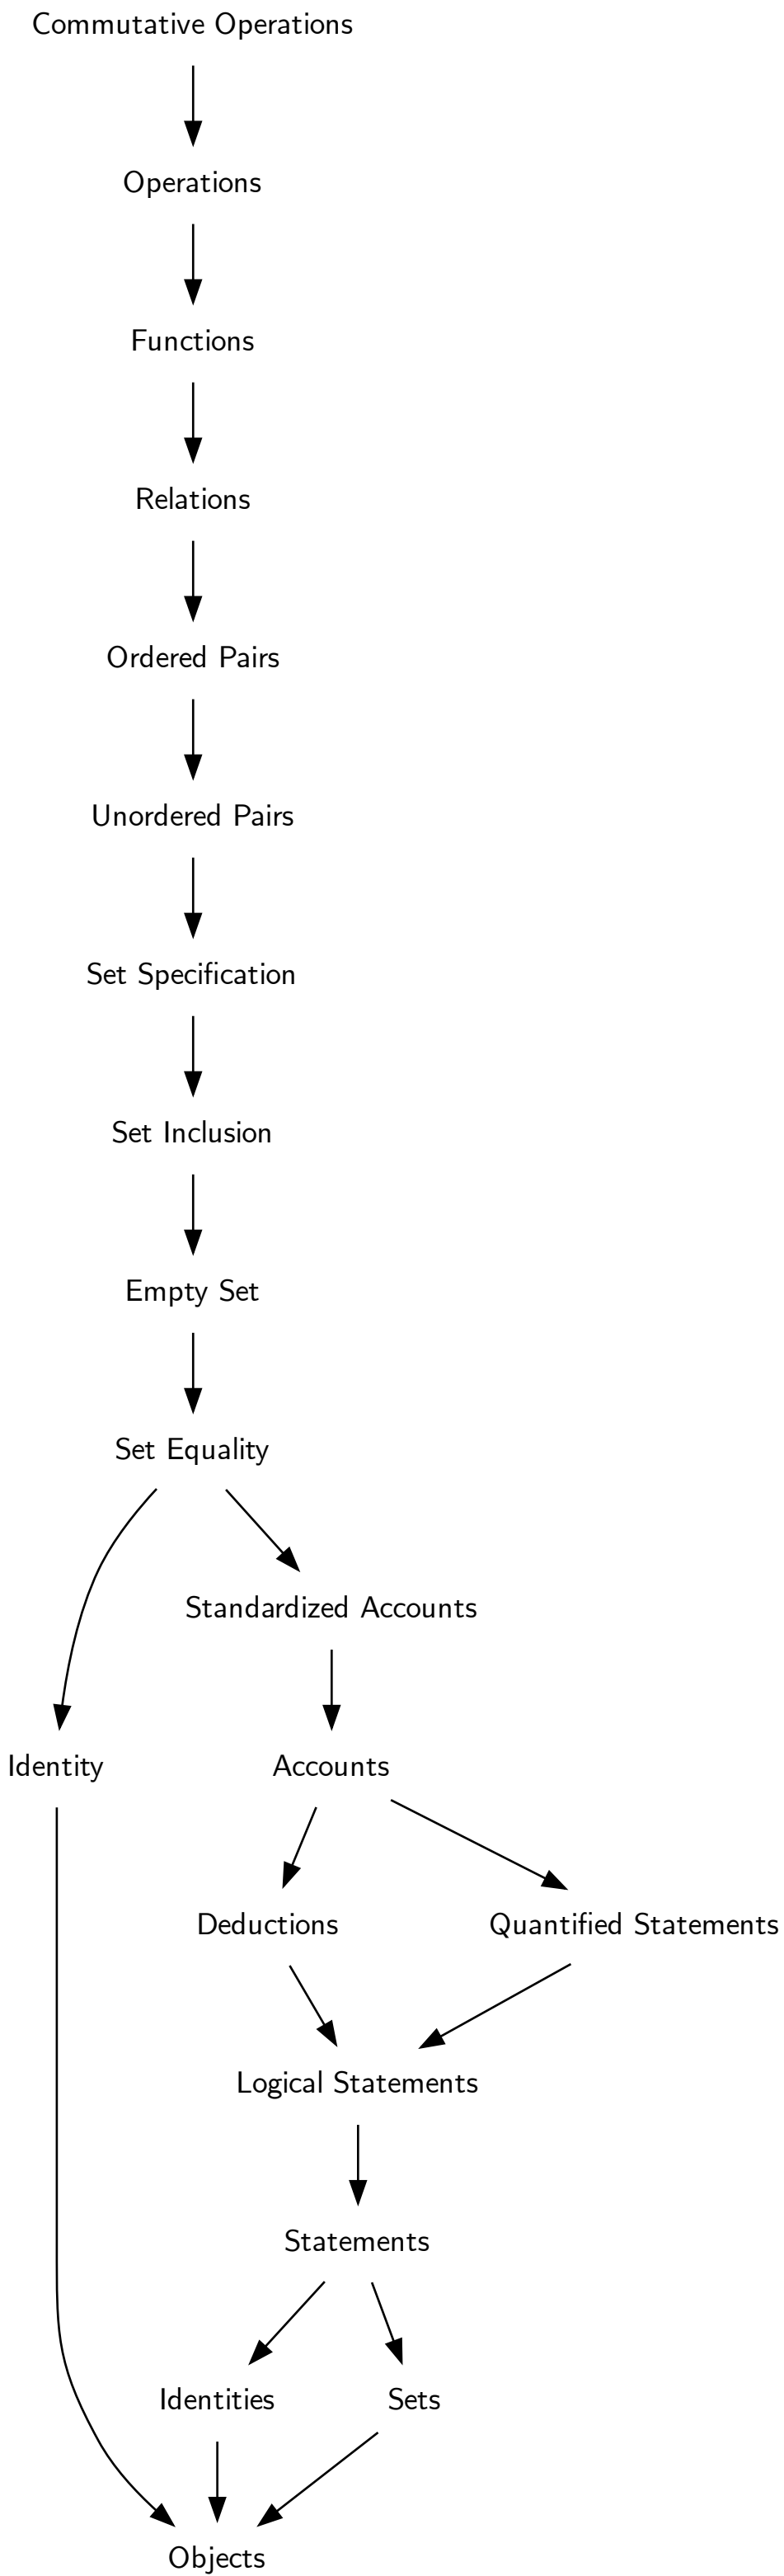 Commutative Operations
Operations
Functions
Relations
Ordered Pairs
Unordered Pairs
Set Specification
Set Inclusion
Empty Set
Set Equality
Standardized Accounts
Identity
Accounts
Deductions
Quantified Statements
Logical Statements
Statements
Identities
Sets
Objects